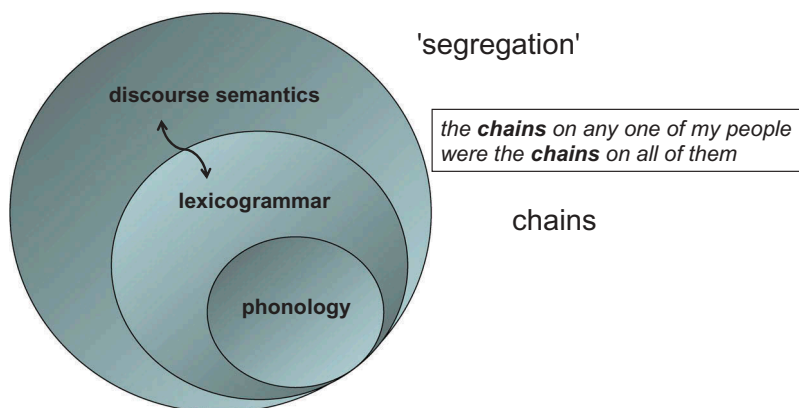 'segregation'
discourse semantics
the chains on any one of my people
were the chains on all of them
lexicogrammar
chains
phonology